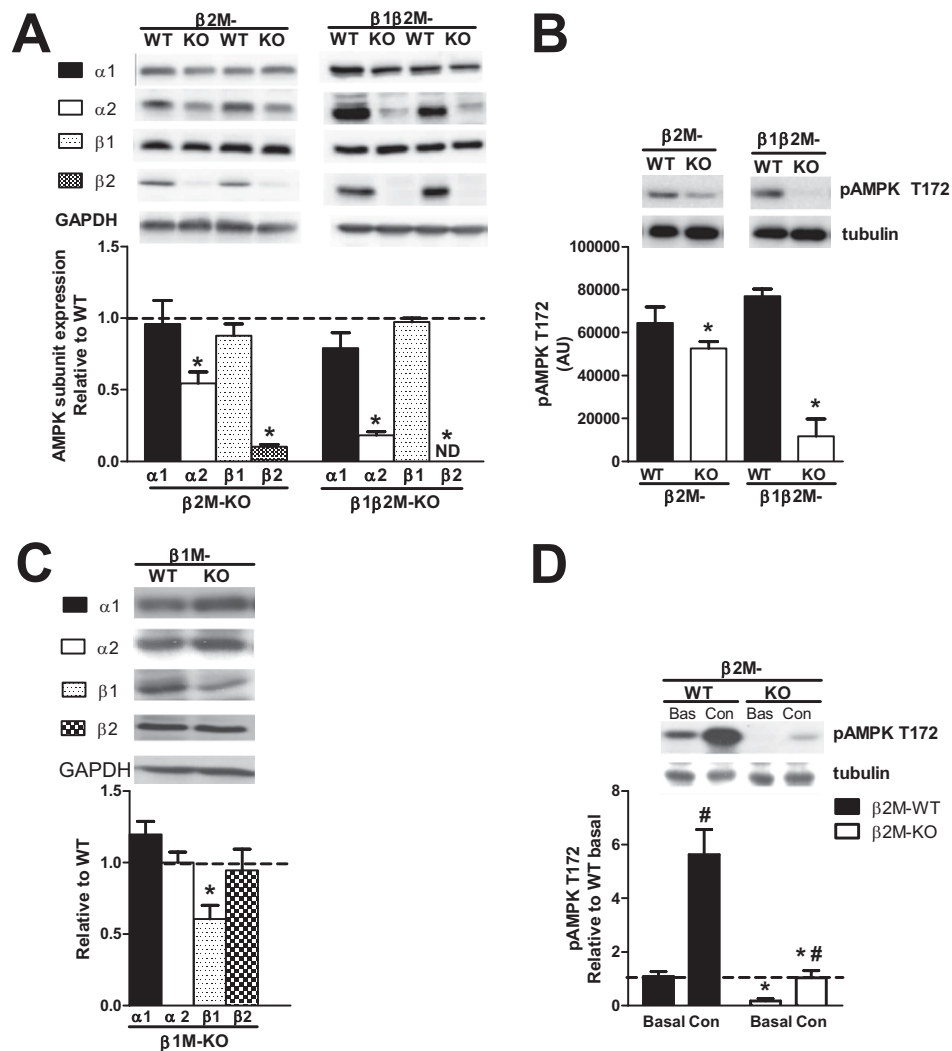 A
β2M-
β1β2M-
WT KO WT KO
WT KO WT KO
α1
α2
β1
β2
GAPDH
1.5
1.0
0.5
0.0
AMPK subunit expression
Relative to WT
*
*
*
*
ND
α1 α2 β1 β2
α1 α2 β1 β2
β2M-KO
β1β2M-KO
B
β2M-
β1β2M-
WT KO
WT KO
pAMPK T172
tubulin
100000
80000
60000
40000
20000
0
pAMPK T172
(AU)
*
*
WT KO
WT KO
β2M-
β1β2M-
C
β1M-
WT KO
α1
α2
β1
β2
GAPDH
1.5
1.0
0.5
0.0
Relative to WT
*
α1 α2 β1 β2
β1M-KO
D
β2M-
WT KO
Bas Con Bas Con
pAMPK T172
tubulin
8
6
4
2
0
pAMPK T172
Relative to WT basal
β2M-WT
β2M-KO
#
*
* #
Basal Con
Basal Con